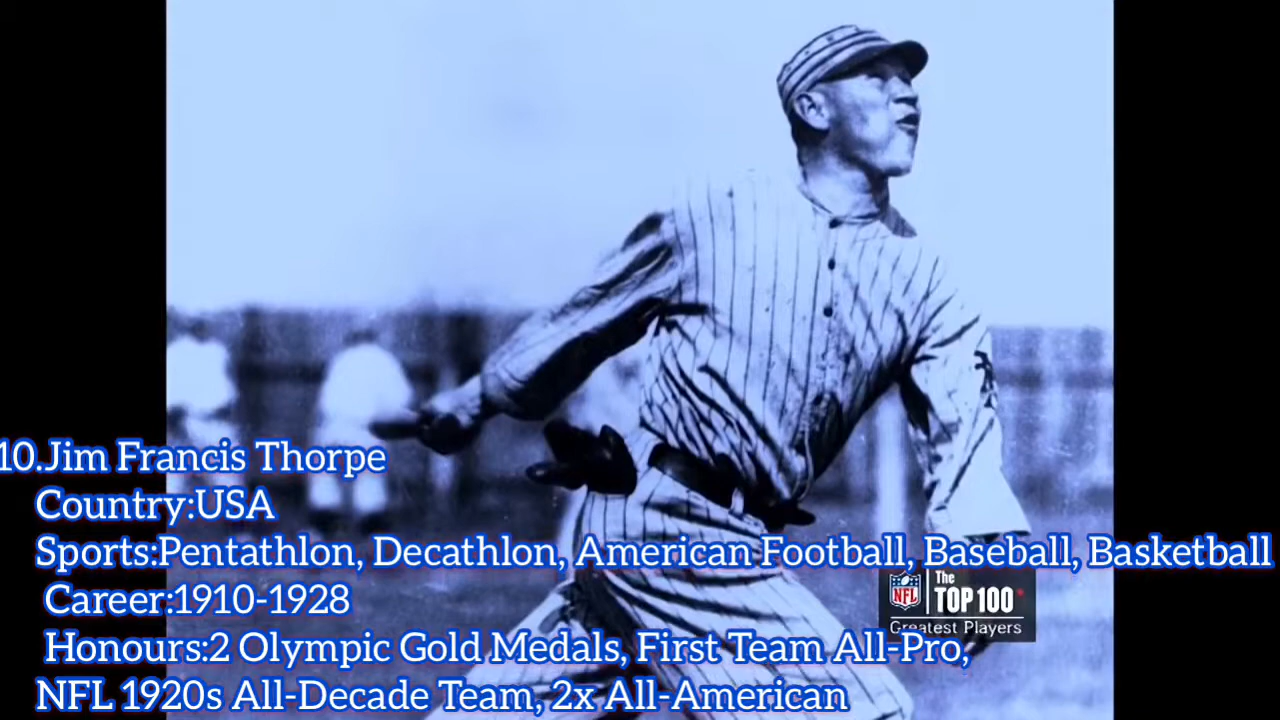 10.Jim Francis Thorpe
Country:USA
Sports:Pentathlon, Decathlon, American Football, Baseball, Basketball
Career:1910-1928
NFL The TOP 100
Greatest Players
Honours:2 Olympic Gold Medals, First Team All-Pro,
NFL 1920s All-Decade Team, 2x All-American